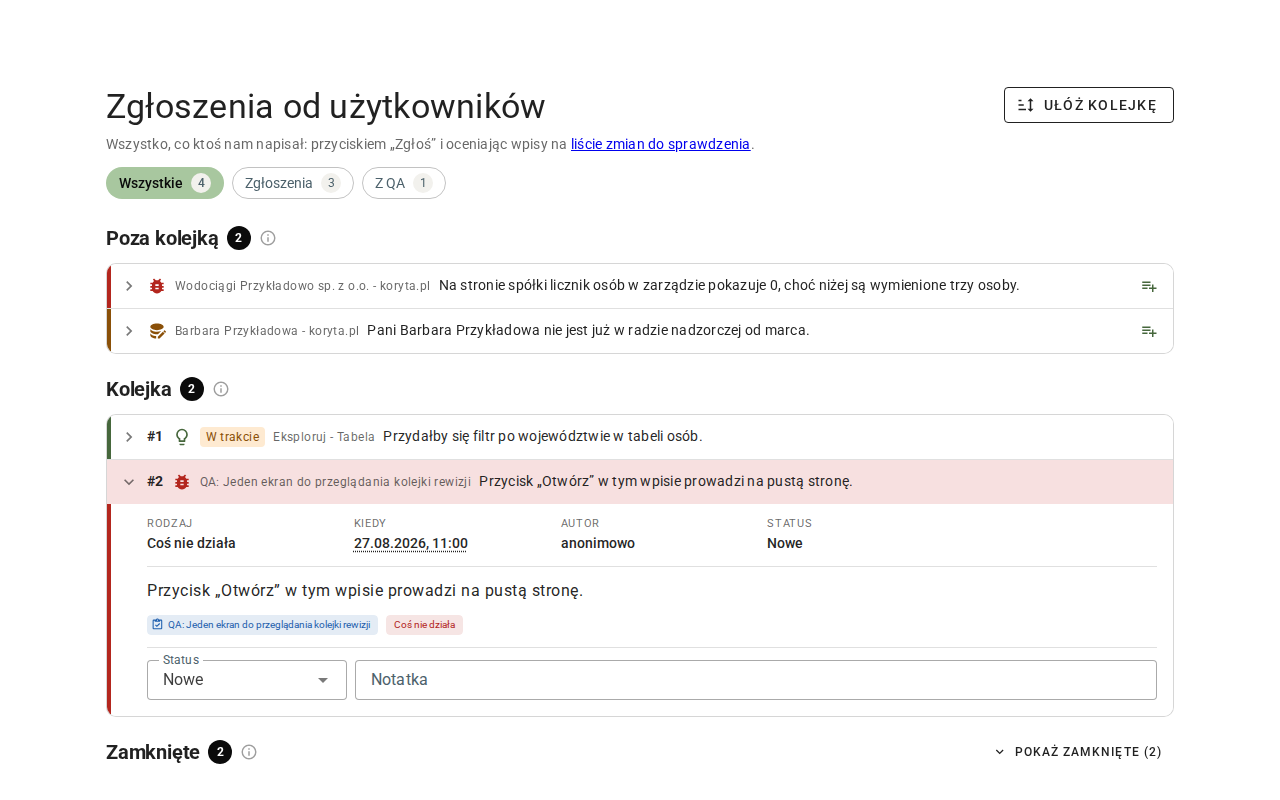 Zgłoszenia od użytkowników
UŁÓŻ KOLEJKĘ
Wszystko, co ktoś nam napisał: przyciskiem „Zgłoś” i oceniając wpisy na liście zmian do sprawdzenia.
Wszystkie 4
Zgłoszenia 3
Z QA 1
Poza kolejką 2
Wodociągi Przykładowo sp. z o.o. - koryta.pl Na stronie spółki licznik osób w zarządzie pokazuje 0, choć niżej są wymienione trzy osoby.
Barbara Przykładowa - koryta.pl Pani Barbara Przykładowa nie jest już w radzie nadzorczej od marca.
Kolejka 2
#1 W trakcie Eksploruj - Tabela Przydałby się filtr po województwie w tabeli osób.
#2 QA: Jeden ekran do przeglądania kolejki rewizji Przycisk „Otwórz” w tym wpisie prowadzi na pustą stronę.
RODZAJ KIEDY AUTOR STATUS
Coś nie działa 27.08.2026, 11:00 anonimowo Nowe
Przycisk „Otwórz” w tym wpisie prowadzi na pustą stronę.
QA: Jeden ekran do przeglądania kolejki rewizji Coś nie działa
Status
Nowe
Notatka
Zamknięte 2
POKAŻ ZAMKNIĘTE (2)